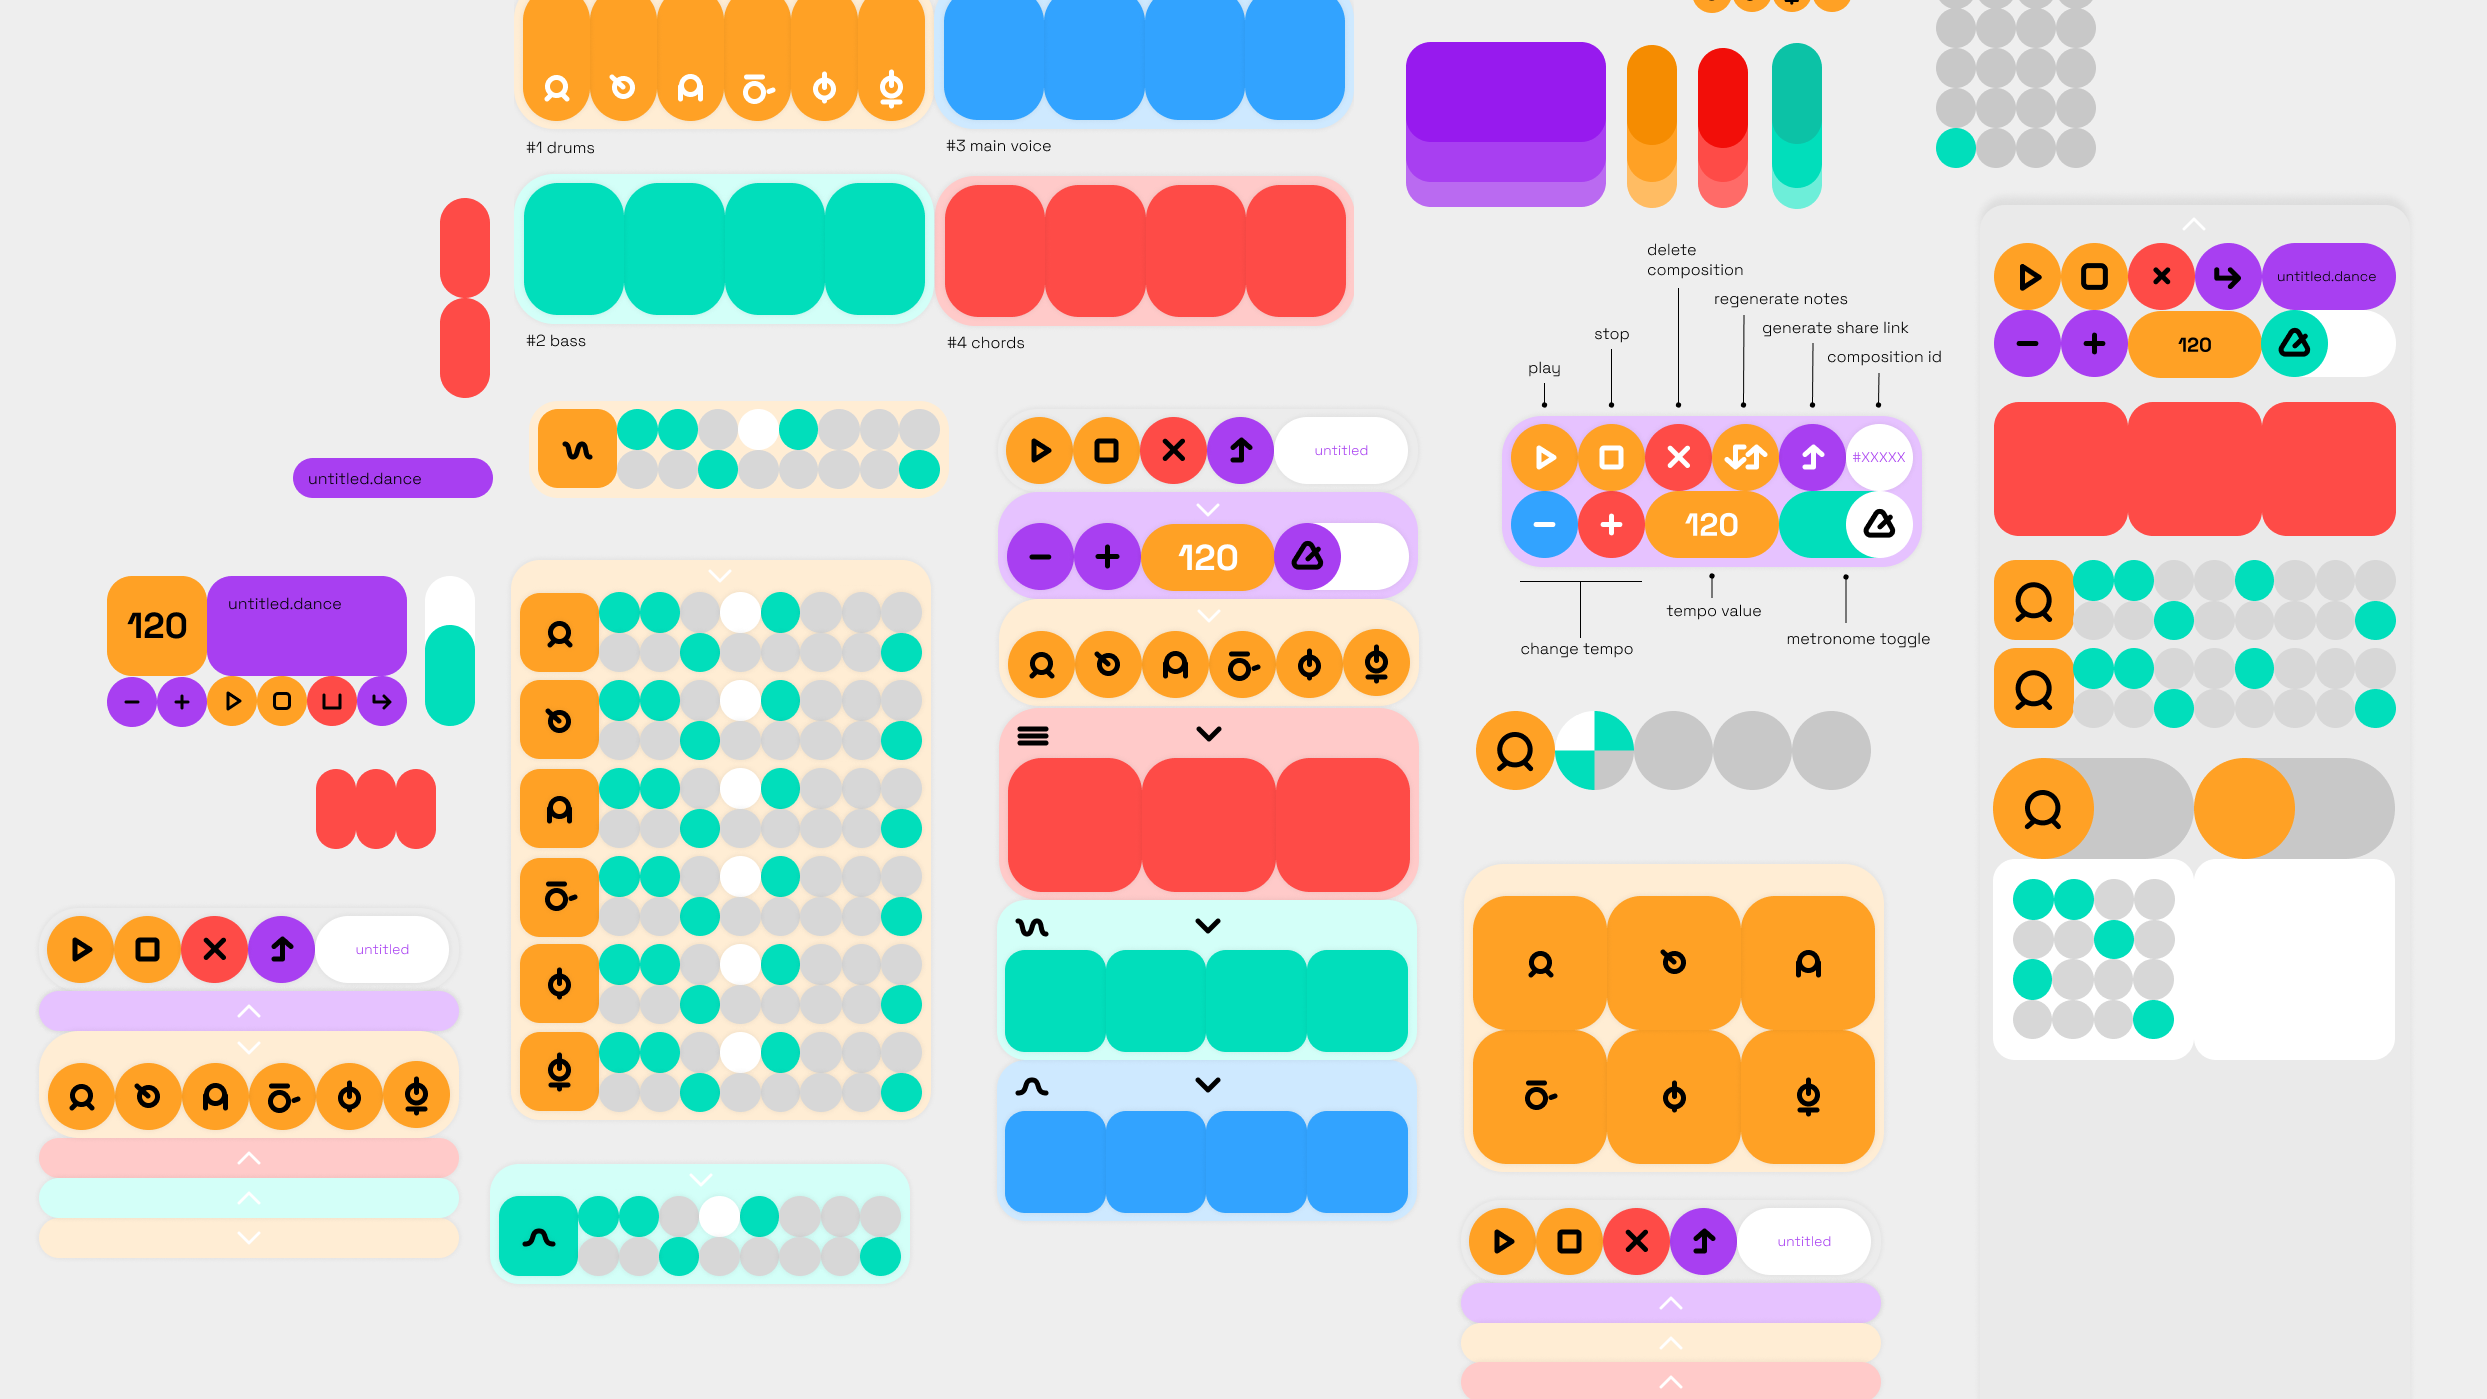 #1 drums
#3 main voice
#2 bass
#4 chords
delete
composition
regenerate notes
generate share link
composition id
stop
play
untitled.dance
120
untitled
untitled.dance
#XXXXX
120
120
tempo value
metronome toggle
change tempo
120
untitled.dance
untitled
untitled